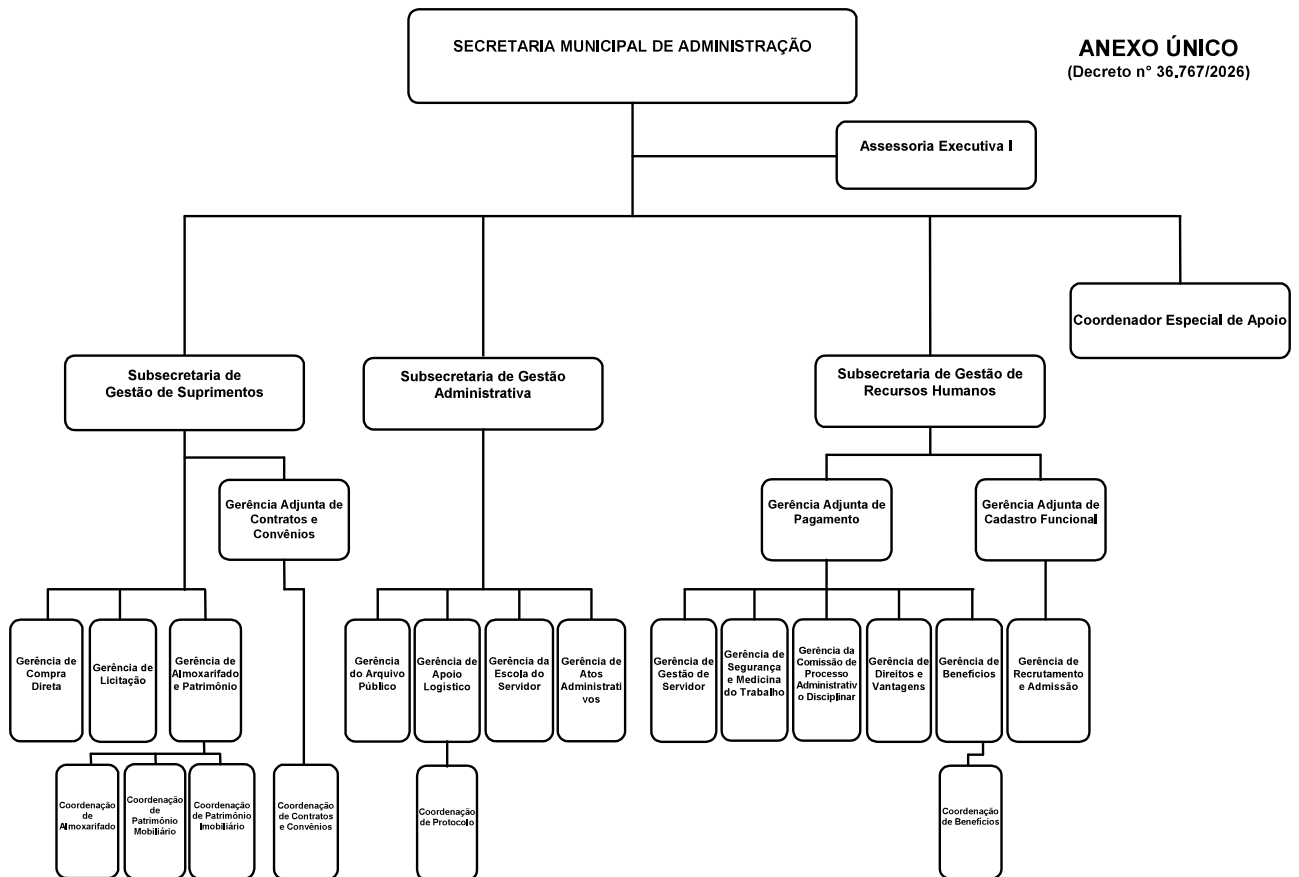 SECRETARIA MUNICIPAL DE ADMINISTRAÇÃO
ANEXO ÚNICO
(Decreto n° 36.767/2026)
Assessoria Executiva I
Coordenador Especial de Apoio
Subsecretaria de
Gestão de Suprimentos
Subsecretaria de Gestão
Administrativa
Subsecretaria de Gestão de
Recursos Humanos
Gerência Adjunta de
Contratos e
Convênios
Gerência Adjunta de
Pagamento
Gerência Adjunta de
Cadastro Funcional
Gerência de
Compra
Direta
Gerência de
Licitação
Gerência de
Almoxarifado
e Patrimônio
Gerência
do Arquivo
Público
Gerência de
Apoio
Logístico
Gerência da
Escola do
Servidor
Gerência de
Atos
Administrati
vos
Gerência de
Gestão de
Servidor
Gerência de
Segurança
e Medicina
do Trabalho
Gerência da
Comissão de
Processo
Administrativ
o Disciplinar
Gerência de
Direitos e
Vantagens
Gerência de
Benefícios
Gerência de
Recrutamento
e Admissão
Coordenação
de
Almoxarifado
Coordenação
de
Patrimônio
Mobiliário
Coordenação
de Patrimônio
Imobiliário
Coordenação
de Contratos
e Convênios
Coordenação
de Protocolo
Coordenação
de Benefícios